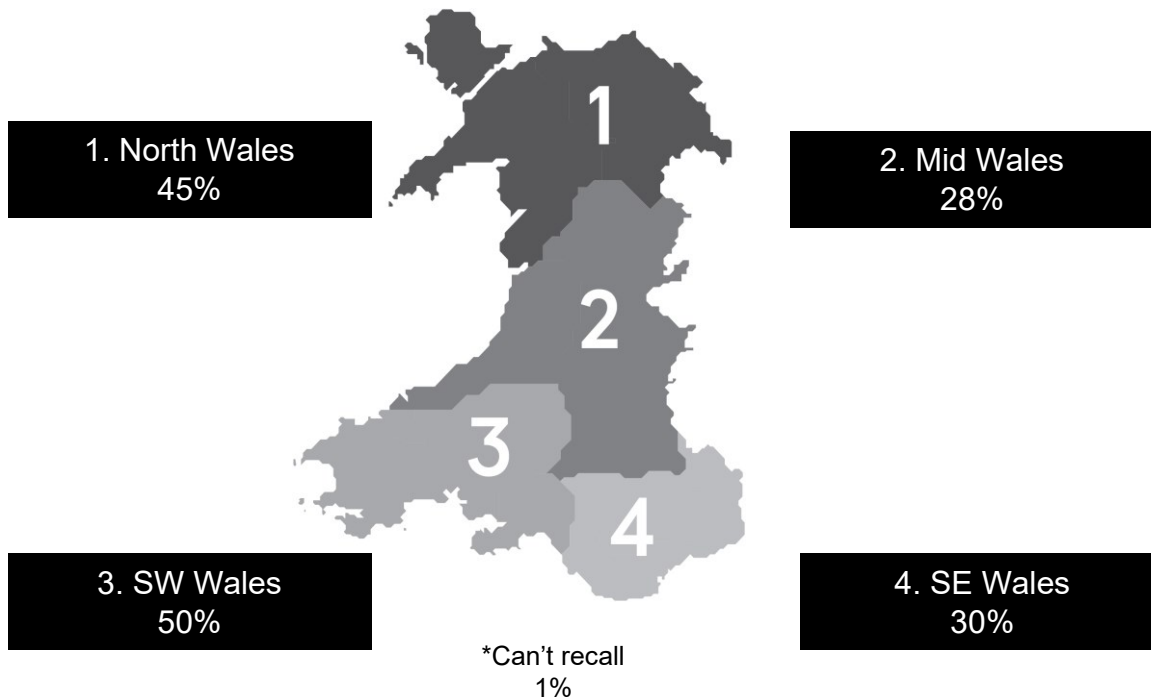 1
1. North Wales
45%
2. Mid Wales
28%
2
3
4
3. SW Wales
50%
4. SE Wales
30%
*Can’t recall
1%